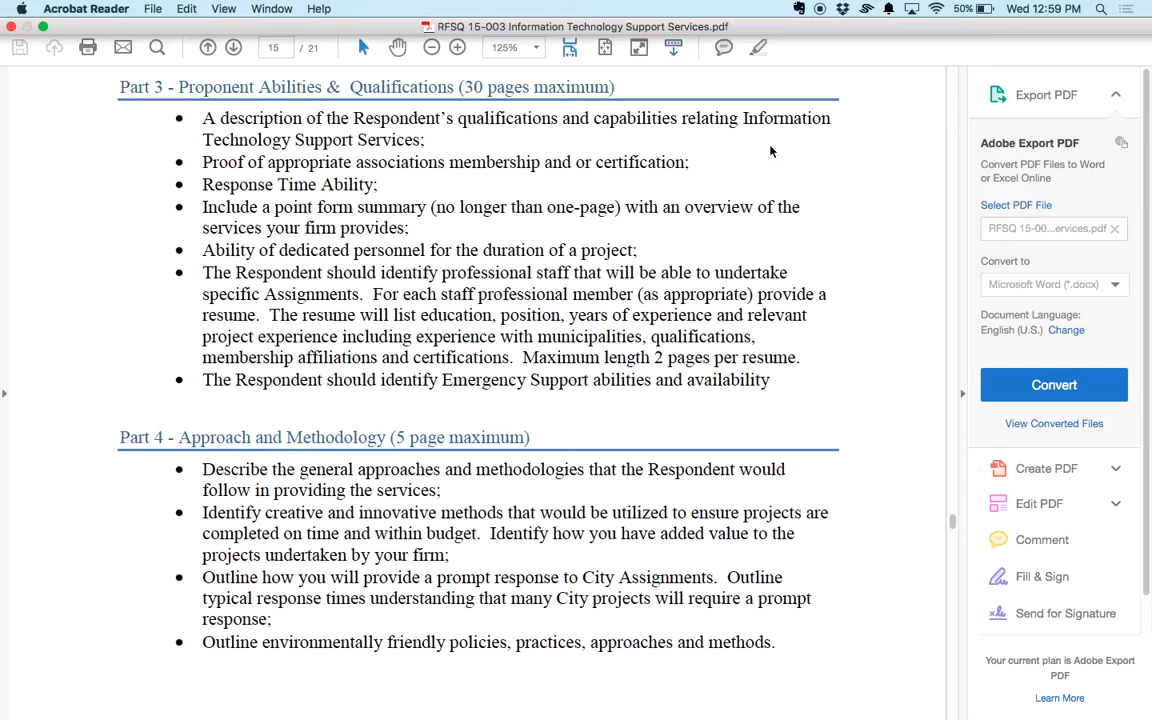 Acrobat Reader File Edit View Window Help 50% Wed 12:59 PM
RFSQ 15-003 Information Technology Support Services.pdf
15 / 21 125%
Part 3 - Proponent Abilities &  Qualifications (30 pages maximum)
• A description of the Respondent's qualifications and capabilities relating Information
Technology Support Services;
• Proof of appropriate associations membership and or certification;
• Response Time Ability;
• Include a point form summary (no longer than one-page) with an overview of the
services your firm provides;
• Ability of dedicated personnel for the duration of a project;
• The Respondent should identify professional staff that will be able to undertake
specific Assignments.  For each staff professional member (as appropriate) provide a
resume.  The resume will list education, position, years of experience and relevant
project experience including experience with municipalities, qualifications,
membership affiliations and certifications.  Maximum length 2 pages per resume.
• The Respondent should identify Emergency Support abilities and availability
Part 4 - Approach and Methodology (5 page maximum)
• Describe the general approaches and methodologies that the Respondent would
follow in providing the services;
• Identify creative and innovative methods that would be utilized to ensure projects are
completed on time and within budget.  Identify how you have added value to the
projects undertaken by your firm;
• Outline how you will provide a prompt response to City Assignments.  Outline
typical response times understanding that many City projects will require a prompt
response;
• Outline environmentally friendly policies, practices, approaches and methods.
Export PDF
Adobe Export PDF
Convert PDF Files to Word
or Excel Online
Select PDF File
RFSQ 15-00...ervices.pdf
Convert to
Microsoft Word (*.docx)
Document Language:
English (U.S.) Change
Convert
View Converted Files
Create PDF
Edit PDF
Comment
Fill & Sign
Send for Signature
Your current plan is Adobe Export
PDF
Learn More